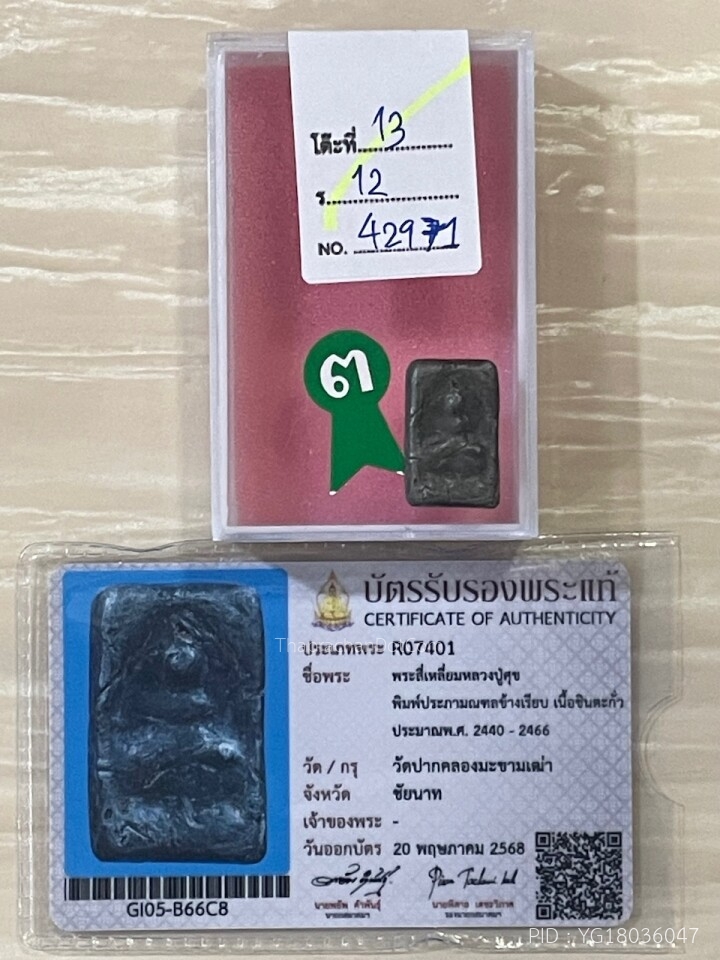 โต๊ะที่ 13
ร. 12
NO. 42971
๓
บัตรรับรองพระแท้
CERTIFICATE OF AUTHENTICITY
ประเภทพระ R07401
ชื่อพระ พระสี่เหลี่ยมหลวงปู่ศุข
พิมพ์ประภามณฑลข้างเรียบ เนื้อชินตะกั่ว
ประมาณพ.ศ. 2440 - 2466
วัด / กรุ วัดปากคลองมะขามเฒ่า
จังหวัด ชัยนาท
เจ้าของพระ -
วันออกบัตร 20 พฤษภาคม 2568
GI05-B66C8
PID : YG18036047